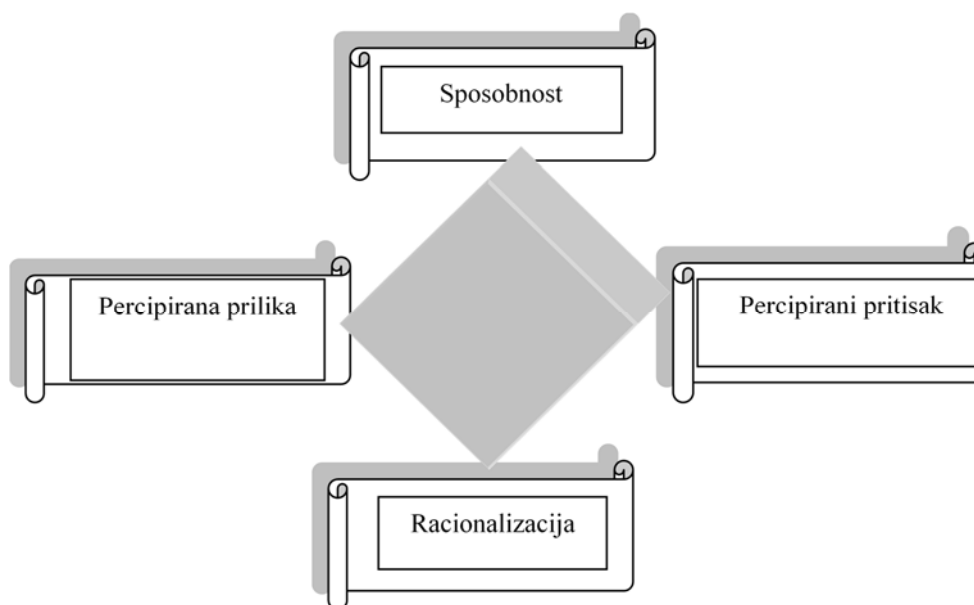 Sposobnost
Percipirana prilika
Percipirani pritisak
Racionalizacija